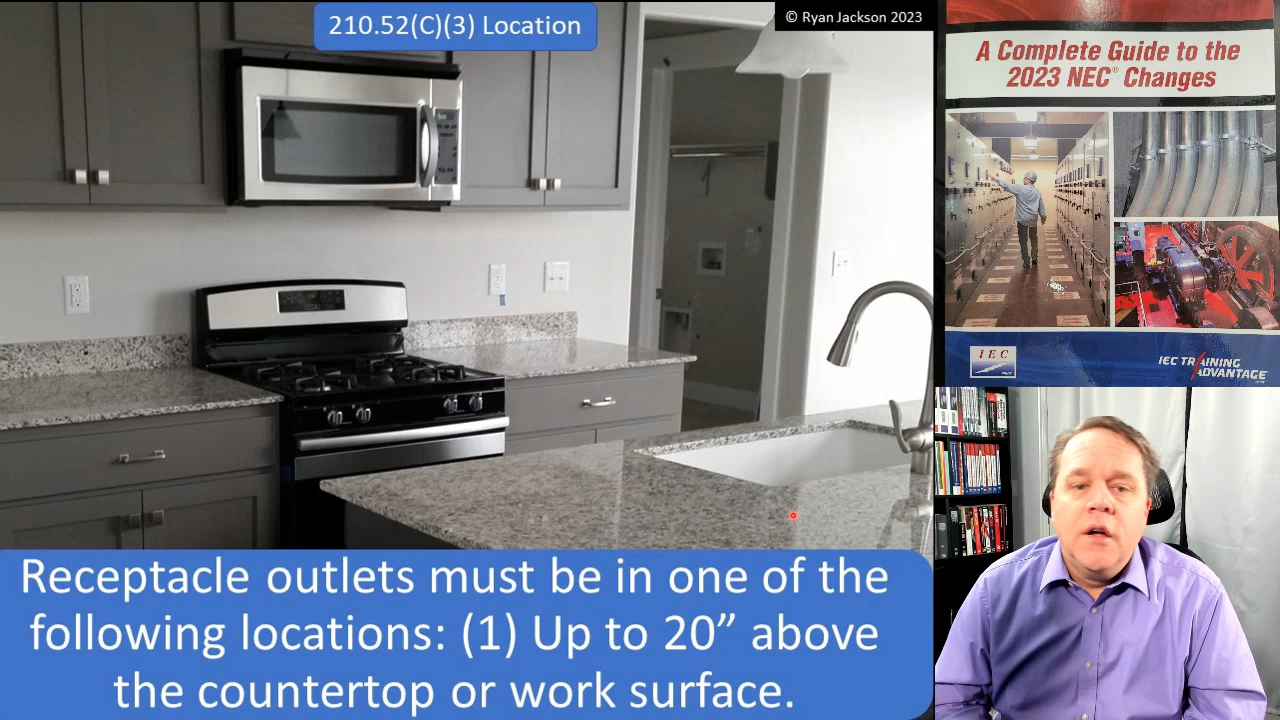 210.52(C)(3) Location
© Ryan Jackson 2023
A Complete Guide to the
2023 NEC® Changes
IEC
IEC TRAINING
ADVANTAGE
Receptacle outlets must be in one of the
following locations: (1) Up to 20” above
the countertop or work surface.